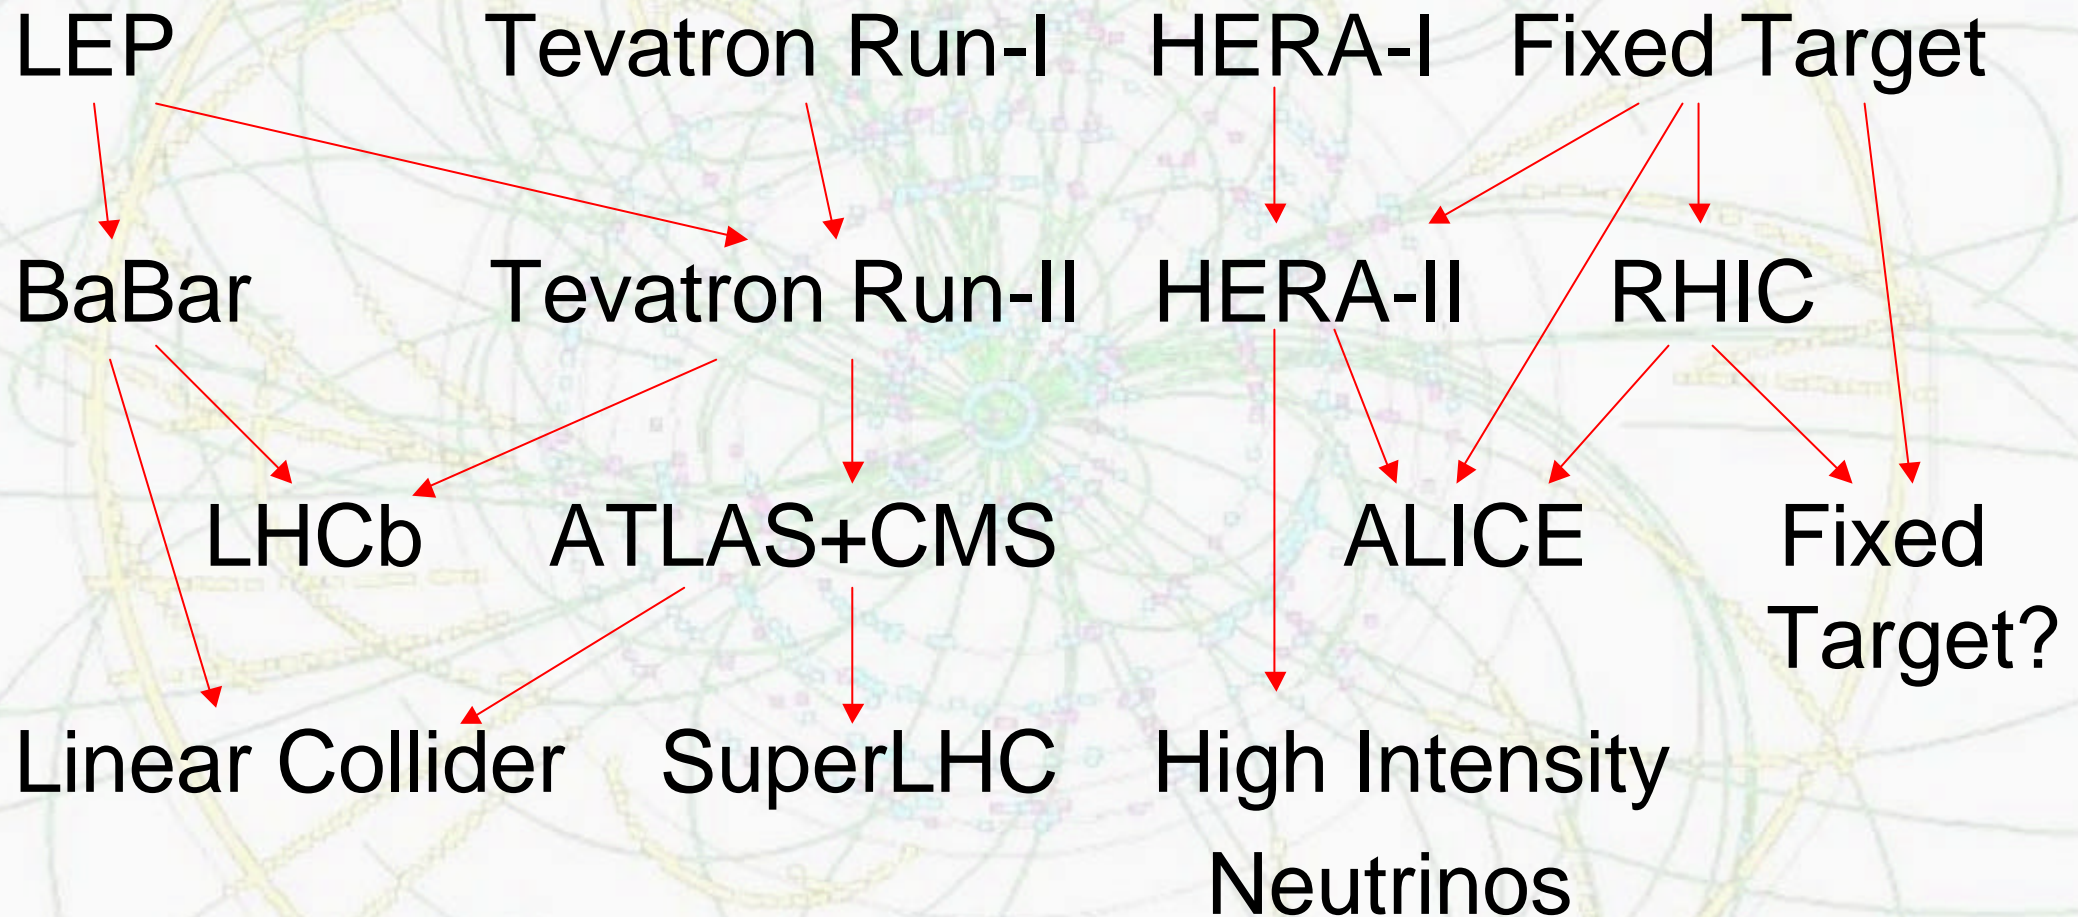 LEP Tevatron Run-I HERA-I Fixed Target
BaBar Tevatron Run-II HERA-II RHIC
LHCb ATLAS+CMS ALICE Fixed
Target?
Linear Collider SuperLHC High Intensity
Neutrinos